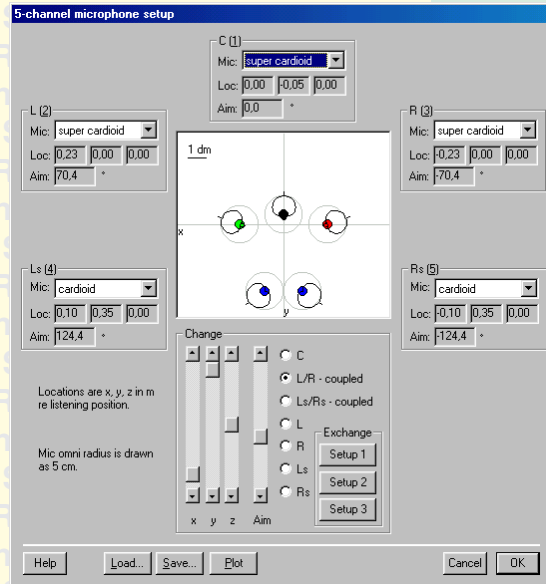 5-channel microphone setup
C (1)
Mic: super cardioid
Loc: 0,00 -0,05 0,00
Aim: 0,0 °
L (2)
Mic: super cardioid
Loc: 0,23 0,00 0,00
Aim: 70,4 °
R (3)
Mic: super cardioid
Loc: -0,23 0,00 0,00
Aim: -70,4 °
1 dm
x
y
Ls (4)
Mic: cardioid
Loc: 0,10 0,35 0,00
Aim: 124,4 °
Rs (5)
Mic: cardioid
Loc: -0,10 0,35 0,00
Aim: -124,4 °
Change
C
L/R - coupled
Ls/Rs - coupled
L
R
Ls
Rs
x y z Aim
Exchange
Setup 1
Setup 2
Setup 3
Locations are x, y, z in m
re listening position.
Mic omni radius is drawn
as 5 cm.
Help Load... Save... Plot Cancel OK